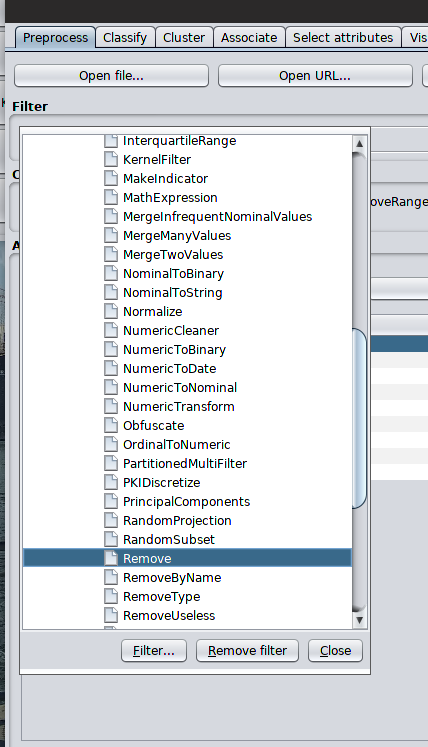 Preprocess Classify Cluster Associate Select attributes Vis
Open file... Open URL...
Filter
InterquartileRange
KernelFilter
MakeIndicator
MathExpression
MergeInfrequentNominalValues
MergeManyValues
MergeTwoValues
NominalToBinary
NominalToString
Normalize
NumericCleaner
NumericToBinary
NumericToDate
NumericToNominal
NumericTransform
Obfuscate
OrdinalToNumeric
PartitionedMultiFilter
PKIDiscretize
PrincipalComponents
RandomProjection
RandomSubset
Remove
RemoveByName
RemoveType
RemoveUseless
oveRange
Filter... Remove filter Close